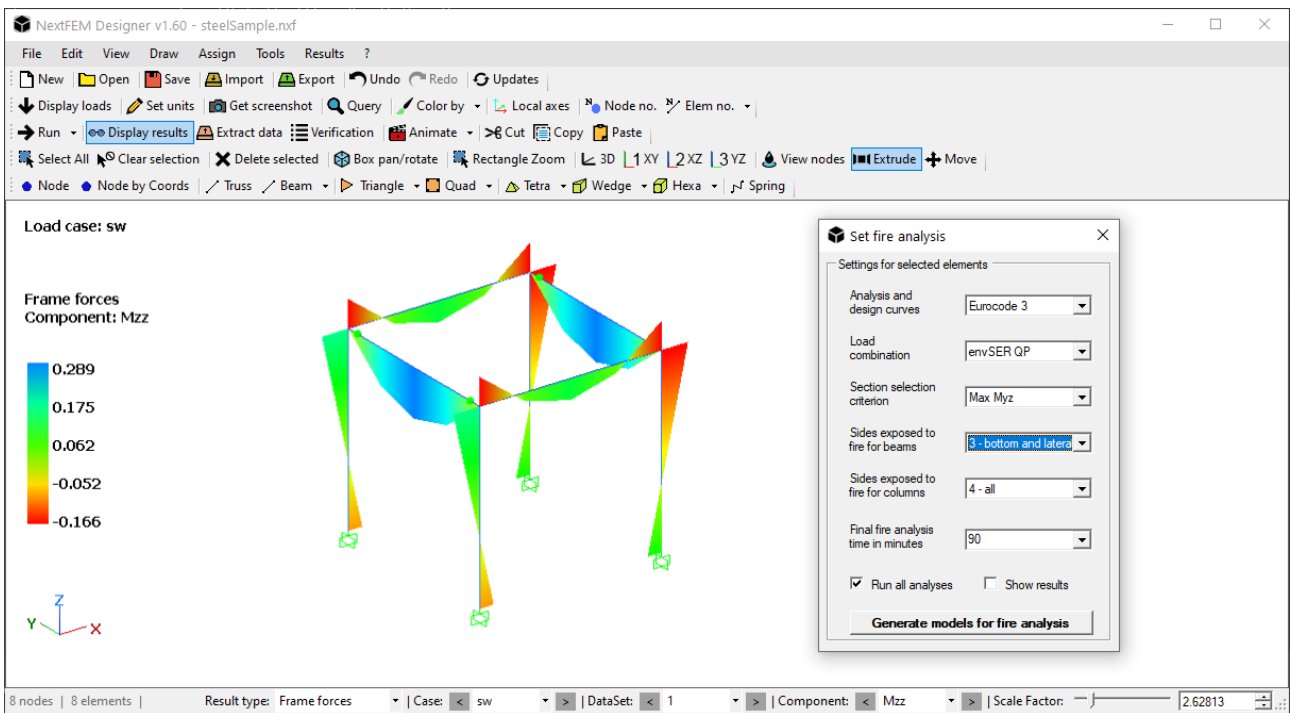 NextFEM Designer v1.60 - steelSample.nxf
File Edit View Draw Assign Tools Results ?
New Open Save Import Export Undo Redo Updates
Display loads Set units Get screenshot Query Color by Local axes N Node no. N Elem no.
Run Display results Extract data Verification Animate Cut Copy Paste
Select All Clear selection Delete selected Box pan/rotate Rectangle Zoom 3D 1 XY 2 XZ 3 YZ View nodes Extrude Move
Node Node by Coords Truss Beam Triangle Quad Tetra Wedge Hexa Spring
Load case: sw
Frame forces
Component: Mzz
0.289
0.175
0.062
-0.052
-0.166
Z
Y
X
Set fire analysis
Settings for selected elements
Analysis and
design curves
Eurocode 3
Load
combination
envSER QP
Section selection
criterion
Max Myz
Sides exposed to
fire for beams
3 - bottom and latera
Sides exposed to
fire for columns
4 - all
Final fire analysis
time in minutes
90
Run all analyses Show results
Generate models for fire analysis
8 nodes | 8 elements | Result type: Frame forces | Case: < sw > | DataSet: < 1 > | Component: < Mzz > | Scale Factor: 2.62813